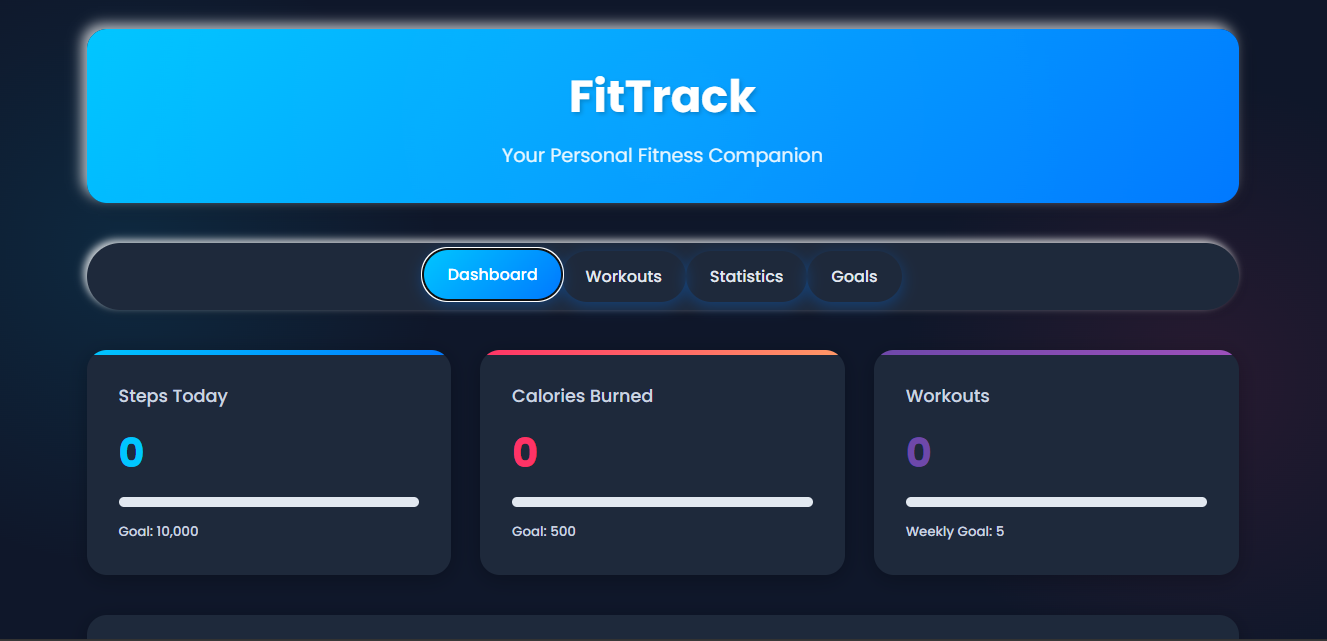 FitTrack
Your Personal Fitness Companion
Dashboard Workouts Statistics Goals
Steps Today
0
Goal: 10,000
Calories Burned
0
Goal: 500
Workouts
0
Weekly Goal: 5